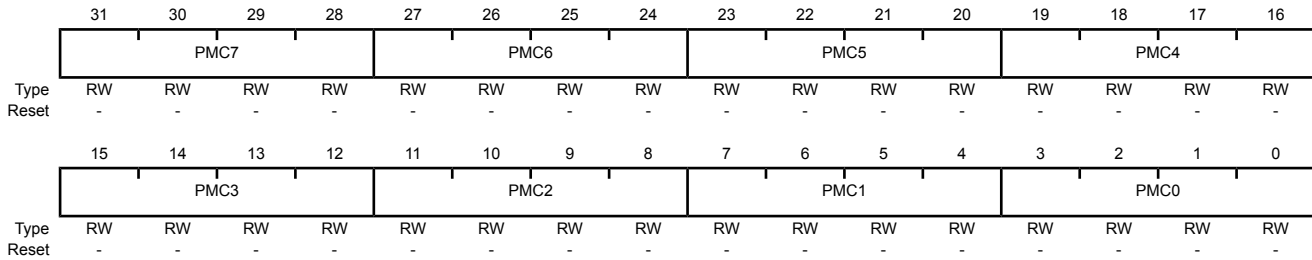 31 30 29 28 27 26 25 24 23 22 21 20 19 18 17 16
PMC7 PMC6 PMC5 PMC4
Type RW RW RW RW RW RW RW RW RW RW RW RW RW RW RW RW
Reset - - - - - - - - - - - - - - - -
15 14 13 12 11 10 9 8 7 6 5 4 3 2 1 0
PMC3 PMC2 PMC1 PMC0
Type RW RW RW RW RW RW RW RW RW RW RW RW RW RW RW RW
Reset - - - - - - - - - - - - - - - -